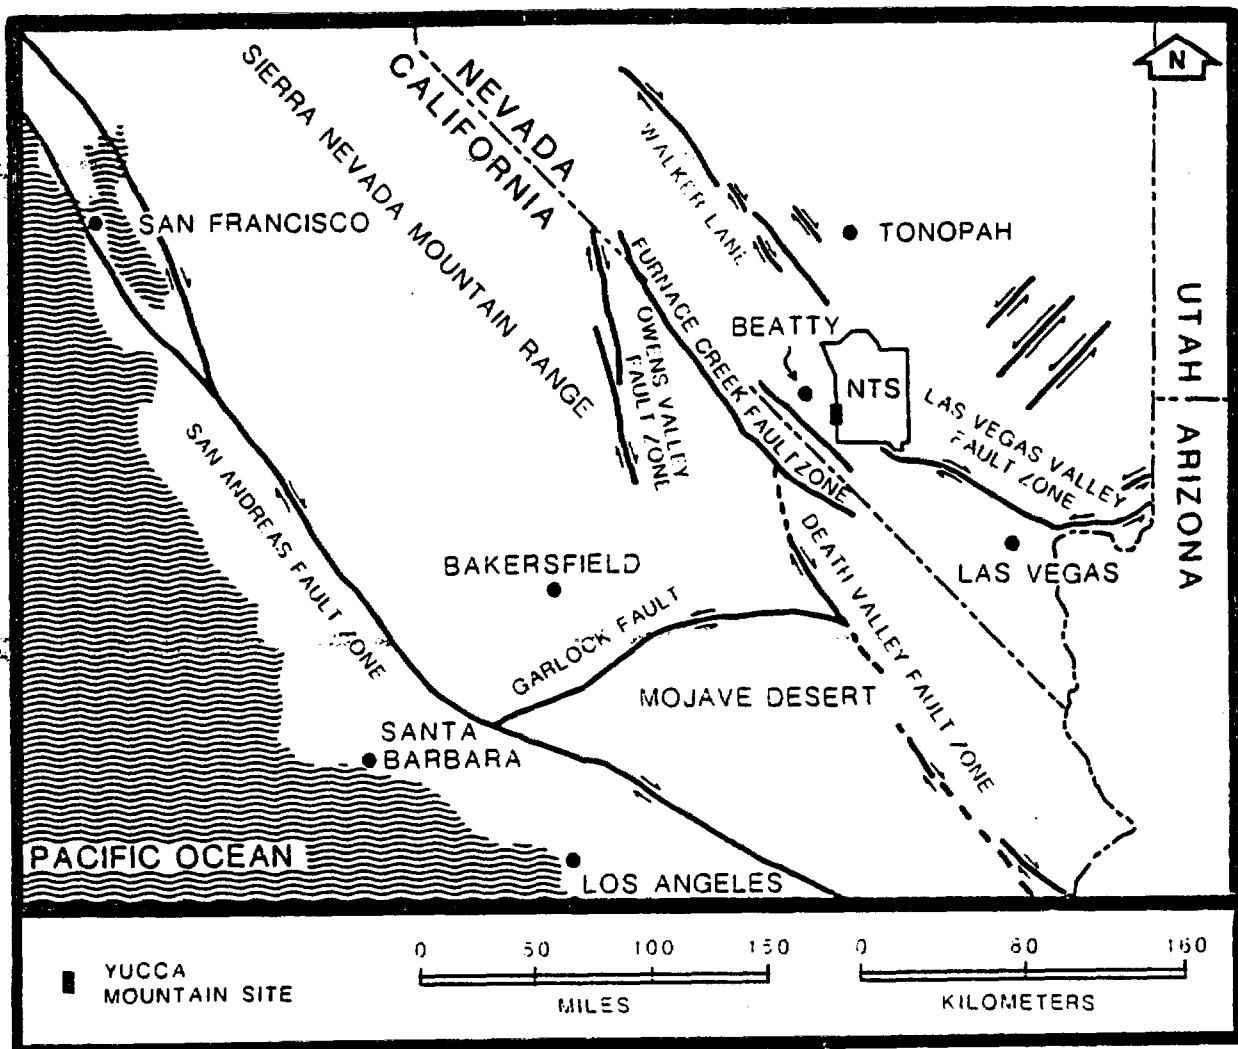 N
NEVADA
CALIFORNIA
SIERRA NEVADA MOUNTAIN RANGE
WALKER LANE
SAN FRANCISCO
TONOPAH
FURNACE CREEK FAULT ZONE
OWENS VALLEY
FAULT ZONE
BEATTY
NTS
UTAH
ARIZONA
LAS VEGAS VALLEY
FAULT ZONE
SAN ANDREAS FAULT ZONE
DEATH VALLEY FAULT ZONE
LAS VEGAS
BAKERSFIELD
GARLOCK FAULT
MOJAVE DESERT
SANTA
BARBARA
PACIFIC OCEAN
LOS ANGELES
YUCCA
MOUNTAIN SITE
0 50 100 150
MILES
0 80 160
KILOMETERS